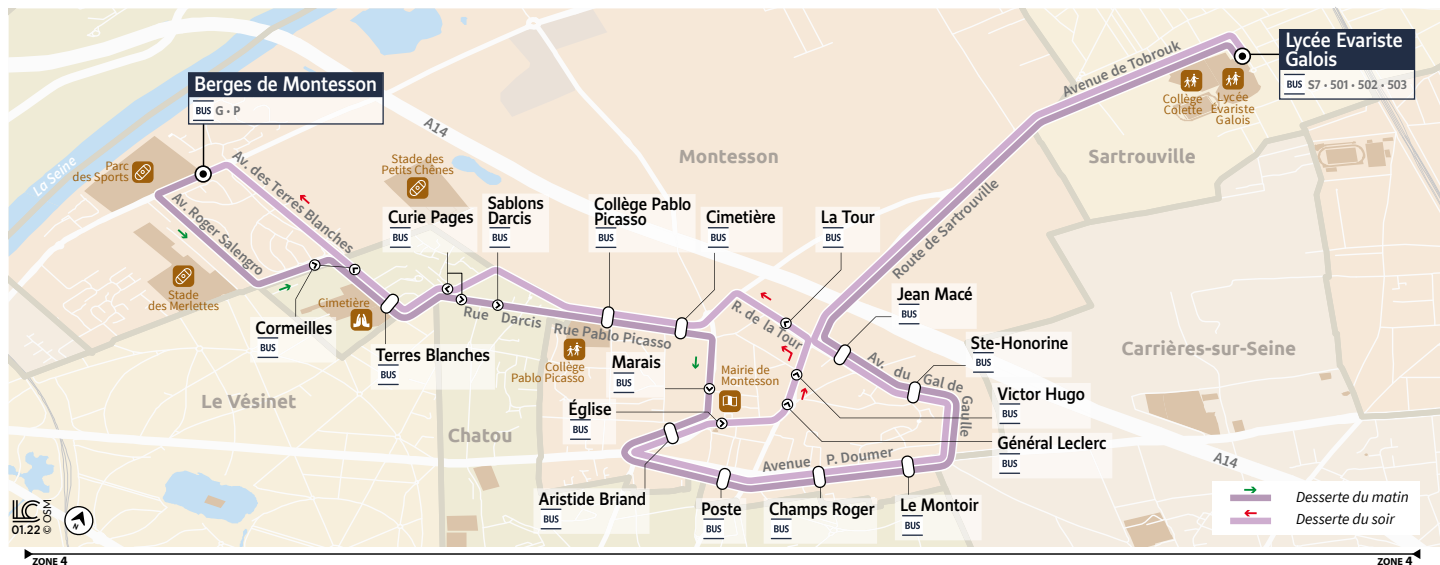 Berges de Montesson
BUS G • P
Lycée Evariste
Galois
BUS S7 • 501 • 502 • 503
Avenue de Tobrouk
Collège
Colette
Lycée
Evariste
Galois
La Seine
A14
Parc
des Sports
Av. des Terres Blanches
Stade des
Petits Chênes
Montesson
Sartrouville
Av. Roger Salengro
Curie Pages
BUS
Sablons
Darcis
BUS
Collège Pablo
Picasso
BUS
Cimetière
BUS
La Tour
BUS
Route de Sartrouville
Stade
des Merlettes
Cimetière
Cormeilles
BUS
Terres Blanches
BUS
Rue Darcis
Rue Pablo Picasso
R. de la Tour
Jean Macé
BUS
Ste-Honorine
BUS
Carrières-sur-Seine
Collège
Pablo Picasso
Marais
BUS
Mairie de
Montesson
Av. du Gal de Gaulle
Victor Hugo
BUS
Le Vésinet
Chatou
Église
BUS
Général Leclerc
BUS
Avenue P. Doumer
A14
Aristide Briand
BUS
Poste
BUS
Champs Roger
BUS
Le Montoir
BUS
Desserte du matin
Desserte du soir
LC
01.22 © OSM
N
ZONE 4
ZONE 4